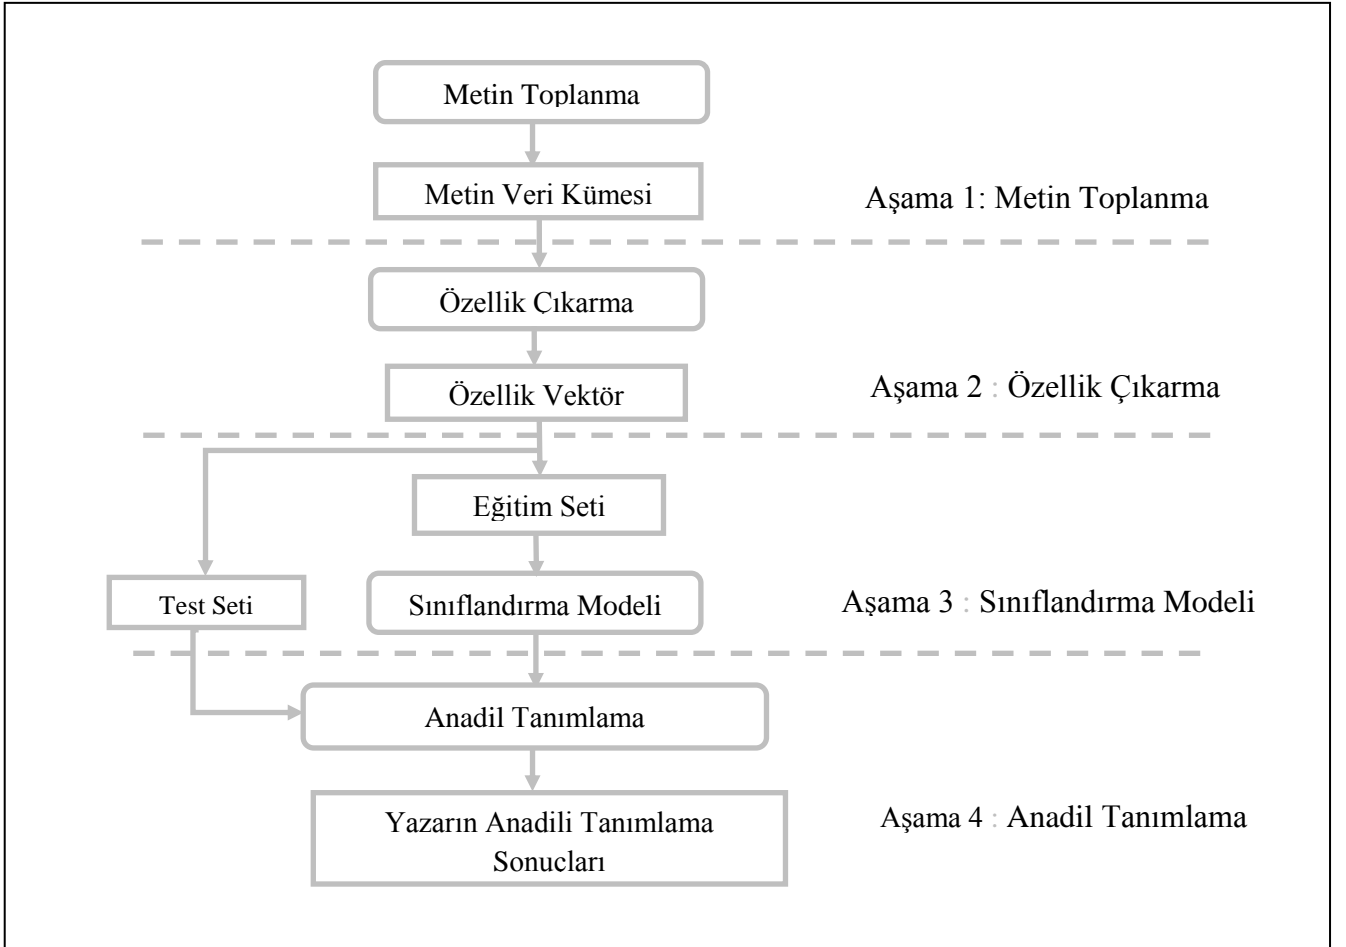 Metin Toplanma
Metin Veri Kümesi
Aşama 1: Metin Toplanma
Özellik Çıkarma
Özellik Vektör
Aşama 2 : Özellik Çıkarma
Eğitim Seti
Test Seti
Sınıflandırma Modeli
Aşama 3 : Sınıflandırma Modeli
Anadil Tanımlama
Yazarın Anadili Tanımlama
Sonuçları
Aşama 4 : Anadil Tanımlama